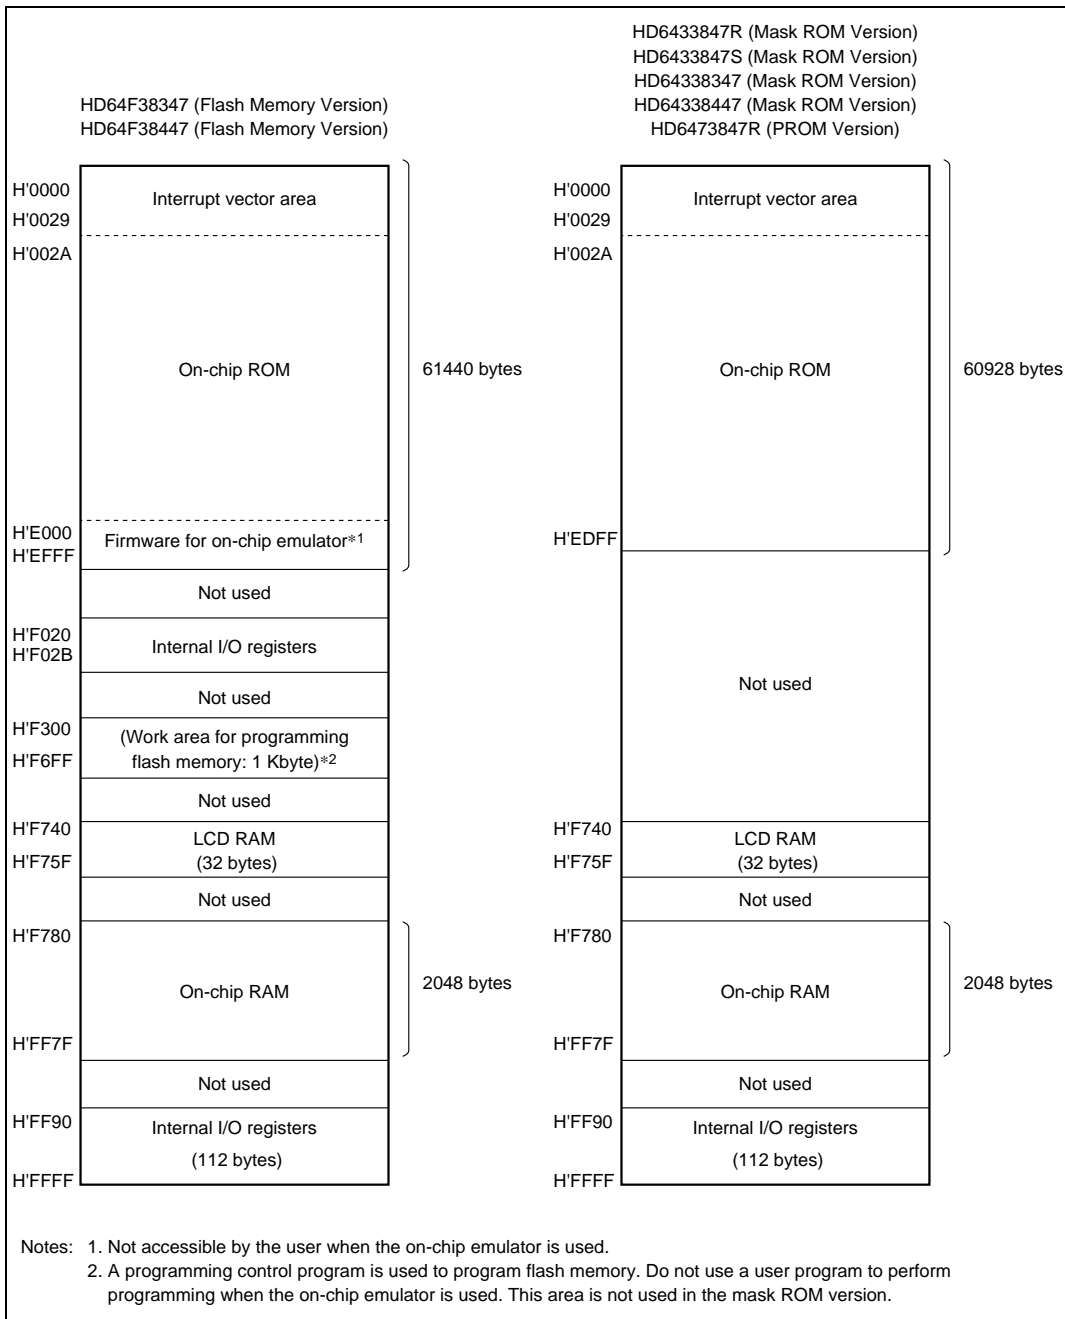 HD64F38347 (Flash Memory Version)
HD64F38447 (Flash Memory Version)
H'0000
Interrupt vector area
H'0029
H'002A
On-chip ROM
61440 bytes
H'E000
Firmware for on-chip emulator*1
H'EFFF
Not used
H'F020
Internal I/O registers
H'F02B
Not used
H'F300
(Work area for programming
flash memory: 1 Kbyte)*2
H'F6FF
Not used
H'F740
LCD RAM
(32 bytes)
H'F75F
Not used
H'F780
On-chip RAM
2048 bytes
H'FF7F
Not used
H'FF90
Internal I/O registers
(112 bytes)
H'FFFF
HD6433847R (Mask ROM Version)
HD6433847S (Mask ROM Version)
HD64338347 (Mask ROM Version)
HD64338447 (Mask ROM Version)
HD6473847R (PROM Version)
H'0000
Interrupt vector area
H'0029
H'002A
On-chip ROM
60928 bytes
H'EDFF
Not used
H'F740
LCD RAM
(32 bytes)
H'F75F
Not used
H'F780
On-chip RAM
2048 bytes
H'FF7F
Not used
H'FF90
Internal I/O registers
(112 bytes)
H'FFFF
Notes: 1. Not accessible by the user when the on-chip emulator is used.
2. A programming control program is used to program flash memory. Do not use a user program to perform
programming when the on-chip emulator is used. This area is not used in the mask ROM version.